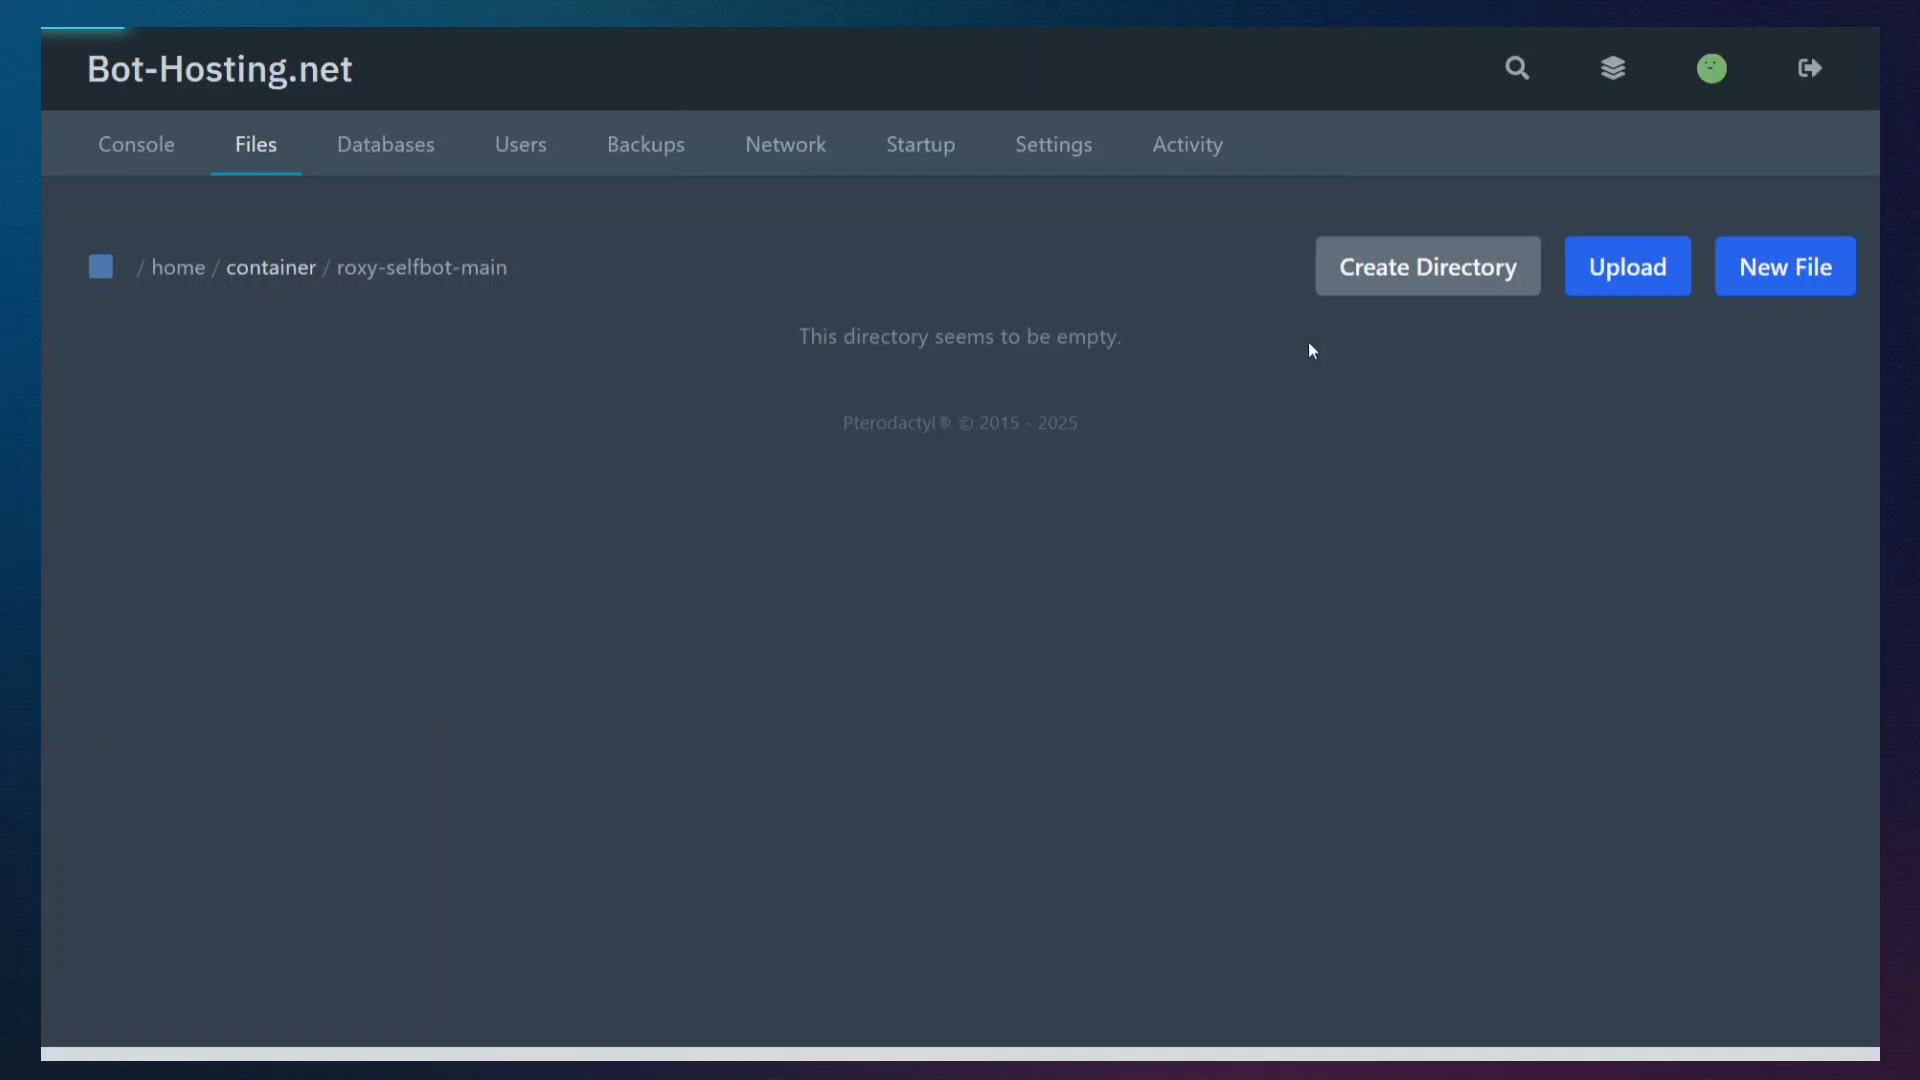 Bot-Hosting.net
Console Files Databases Users Backups Network Startup Settings Activity
/ home / container / roxy-selfbot-main
Create Directory Upload New File
This directory seems to be empty.
Pterodactyl® © 2015 - 2025